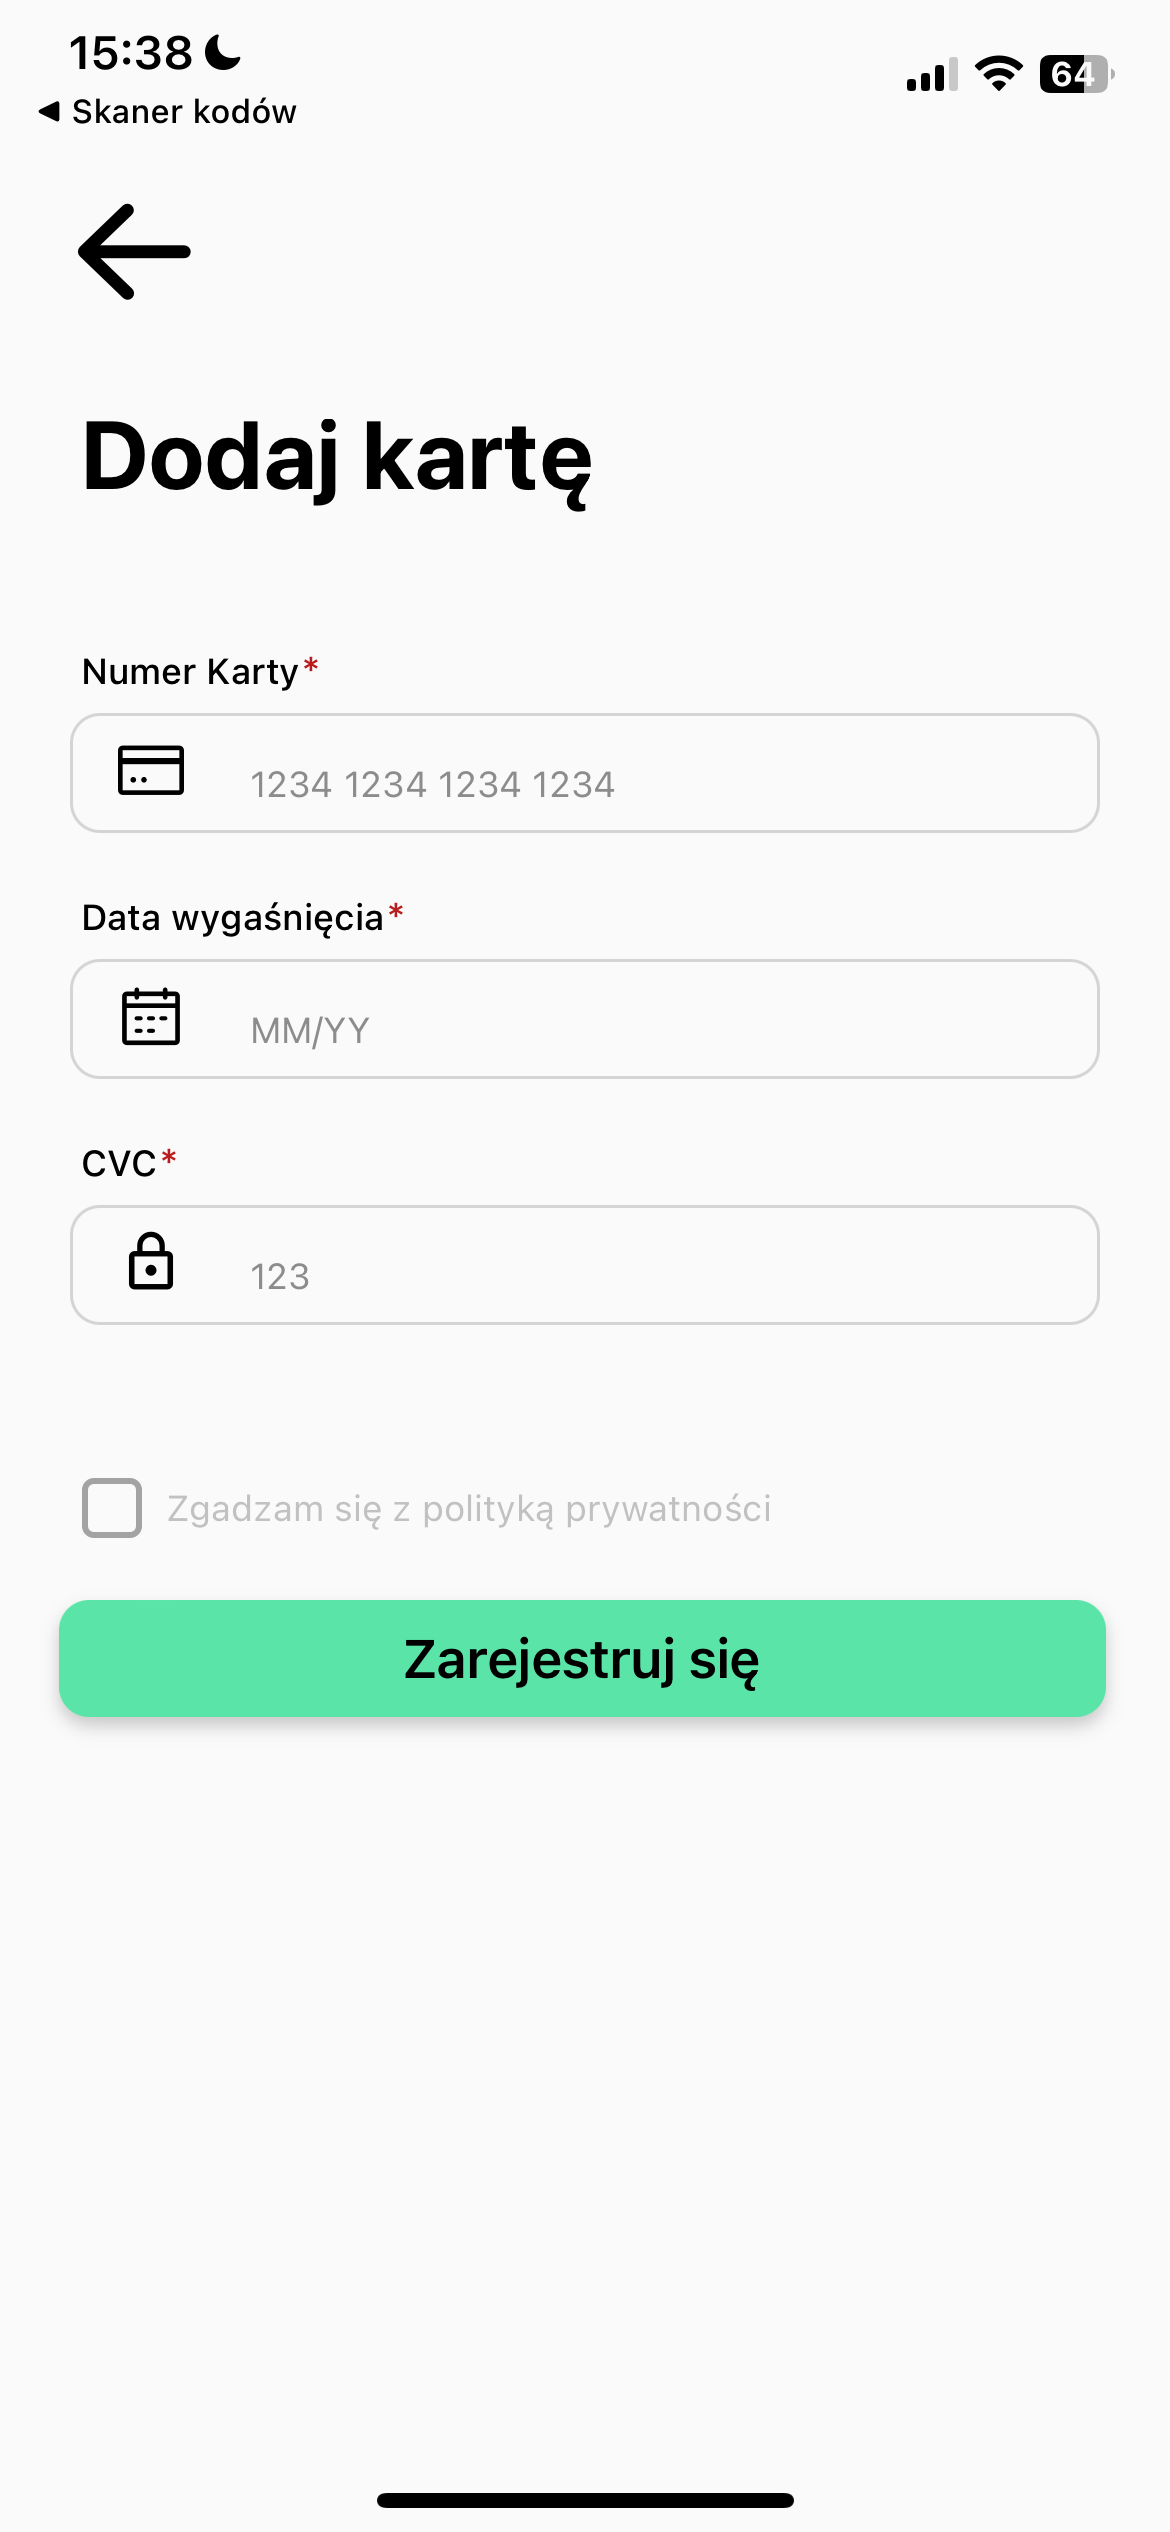 15:38
Skaner kodów
64
Dodaj kartę
Numer Karty*
1234 1234 1234 1234
Data wygaśnięcia*
MM/YY
CVC*
123
Zgadzam się z polityką prywatności
Zarejestruj się